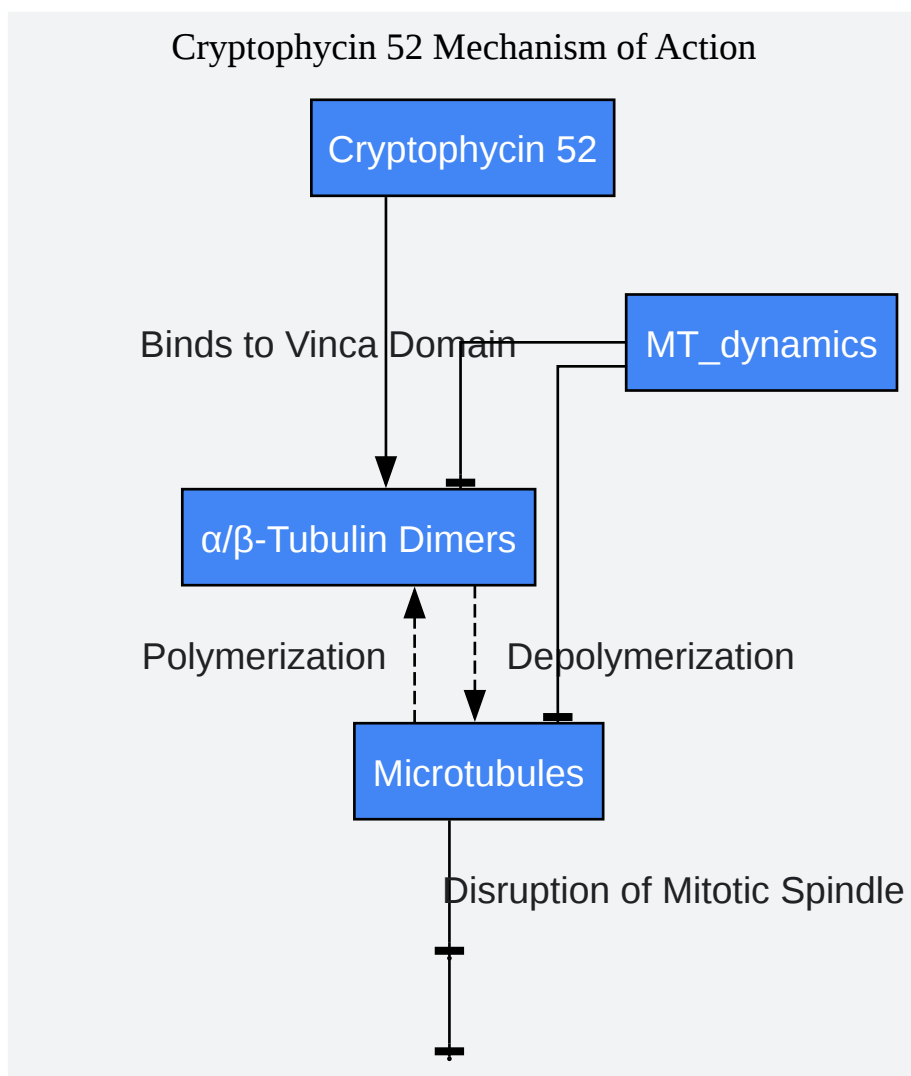 Cryptophycin 52 Mechanism of Action
Cryptophycin 52
Binds to Vinca Domain
MT_dynamics
α/β-Tubulin Dimers
Polymerization
Depolymerization
Microtubules
Disruption of Mitotic Spindle